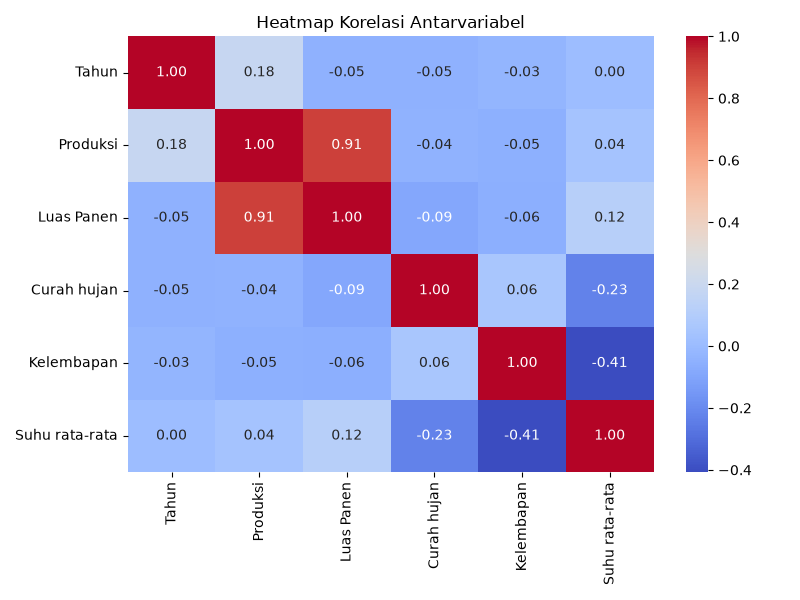 Heatmap Korelasi Antarvariabel
Tahun 1.00 0.18 -0.05 -0.05 -0.03 0.00
Produksi 0.18 1.00 0.91 -0.04 -0.05 0.04
Luas Panen -0.05 0.91 1.00 -0.09 -0.06 0.12
Curah hujan -0.05 -0.04 -0.09 1.00 0.06 -0.23
Kelembapan -0.03 -0.05 -0.06 0.06 1.00 -0.41
Suhu rata-rata 0.00 0.04 0.12 -0.23 -0.41 1.00
Tahun
Produksi
Luas Panen
Curah hujan
Kelembapan
Suhu rata-rata
1.0
0.8
0.6
0.4
0.2
0.0
−0.2
−0.4